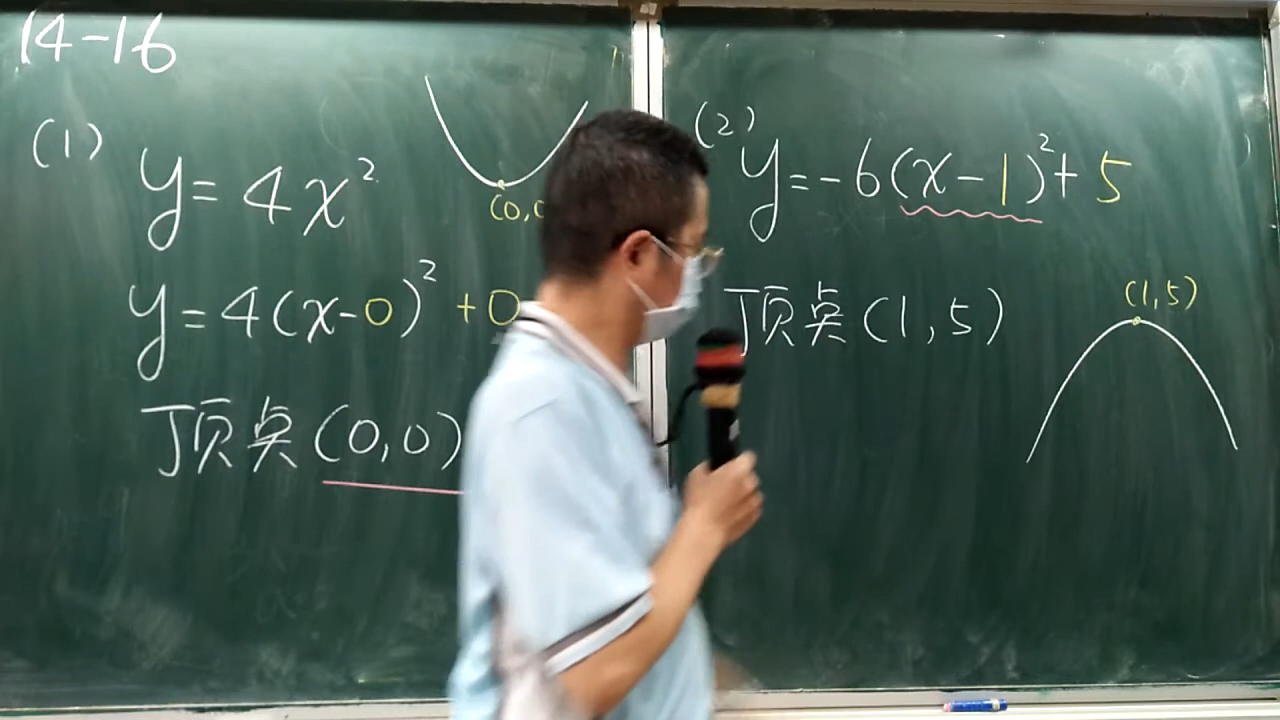 14-16
(1)
y=4x²
(0,0
y=4(x-0)²+0
顶点(0,0)
(2)
y=-6(x-1)²+5
顶点(1,5)
(1,5)